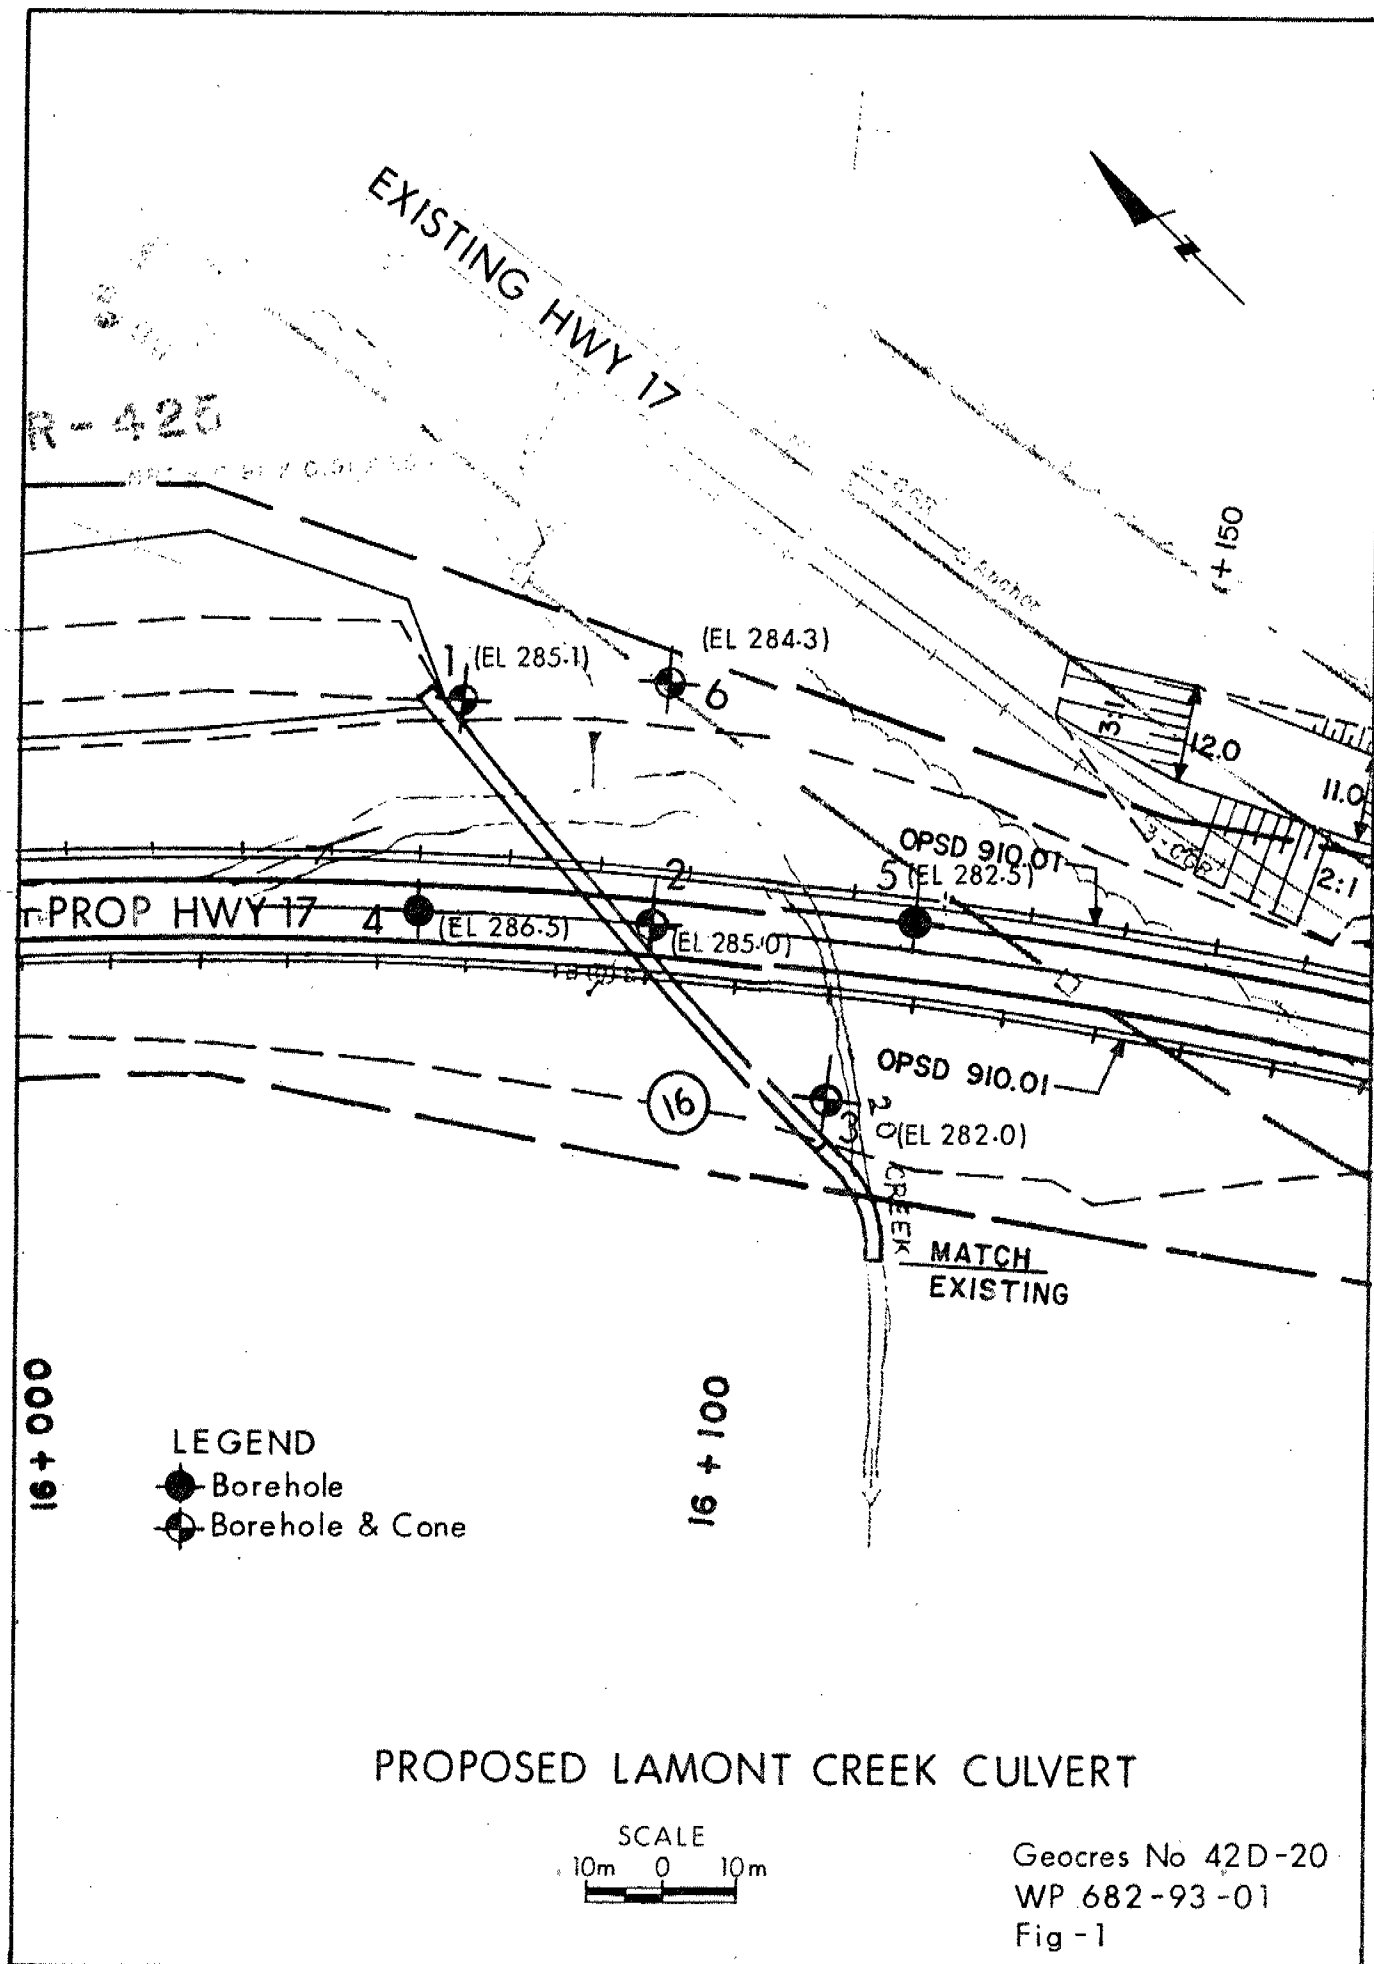 EXISTING HWY 17
R-425
C Anchor
1+150
1 (EL 285.1)
(EL 284.3)
6
3:1
12.0
11.0
OPSD 910.01
2:1
PROP HWY 17
4 (EL 286.5)
2 (EL 285.0)
5 (EL 282.5)
OPSD 910.01
16
3
(EL 282.0)
CREEK
MATCH
EXISTING
16+000
16+100
LEGEND
Borehole
Borehole & Cone
PROPOSED LAMONT CREEK CULVERT
SCALE
10m 0 10m
Geocres No 42D-20
WP 682-93-01
Fig-1